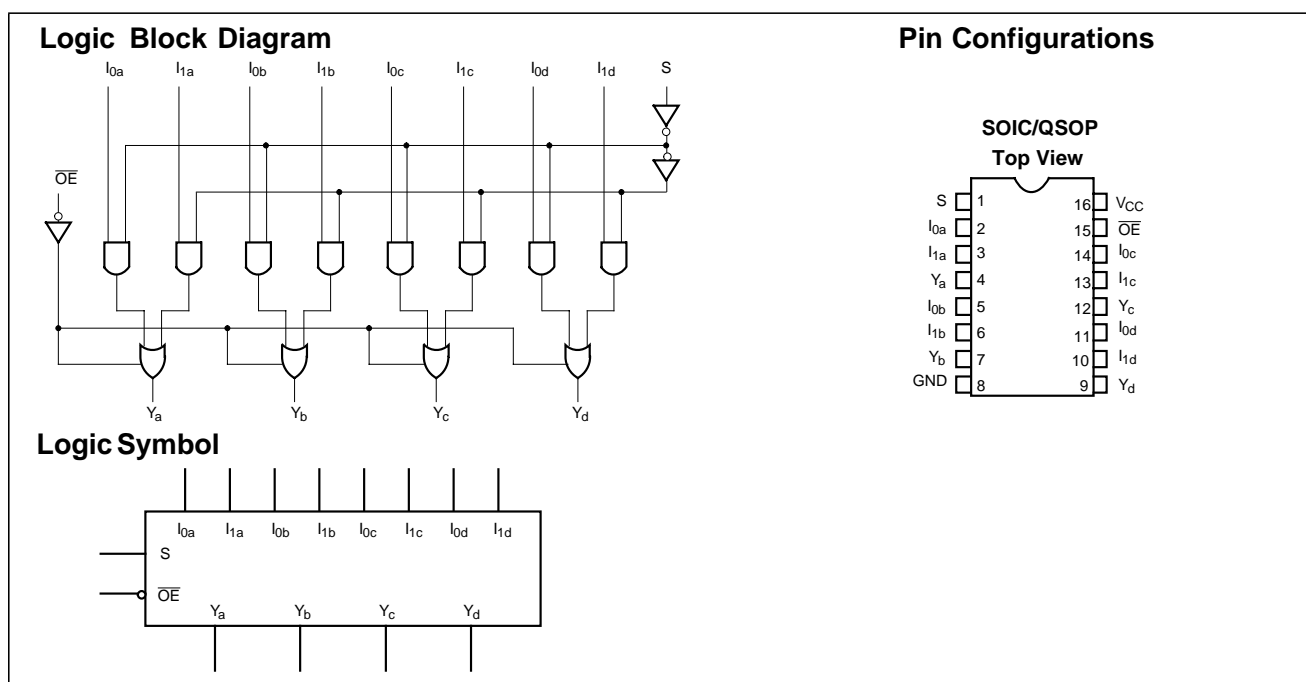 Logic Block Diagram
I0a I1a I0b I1b I0c I1c I0d I1d S
O̅E̅
Ya Yb Yc Yd
Logic Symbol
I0a I1a I0b I1b I0c I1c I0d I1d
S
O̅E̅
Ya Yb Yc Yd
Pin Configurations
SOIC/QSOP
Top View
S 1 16 VCC
I0a 2 15 O̅E̅
I1a 3 14 I0c
Ya 4 13 I1c
I0b 5 12 Yc
I1b 6 11 I0d
Yb 7 10 I1d
GND 8 9 Yd